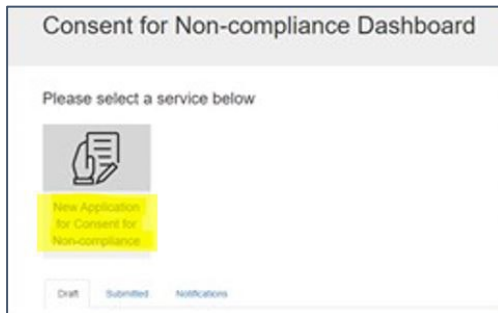 Consent for Non-compliance Dashboard
Please select a service below
New Application
for Consent for
Non-compliance
Draft Submitted Notifications